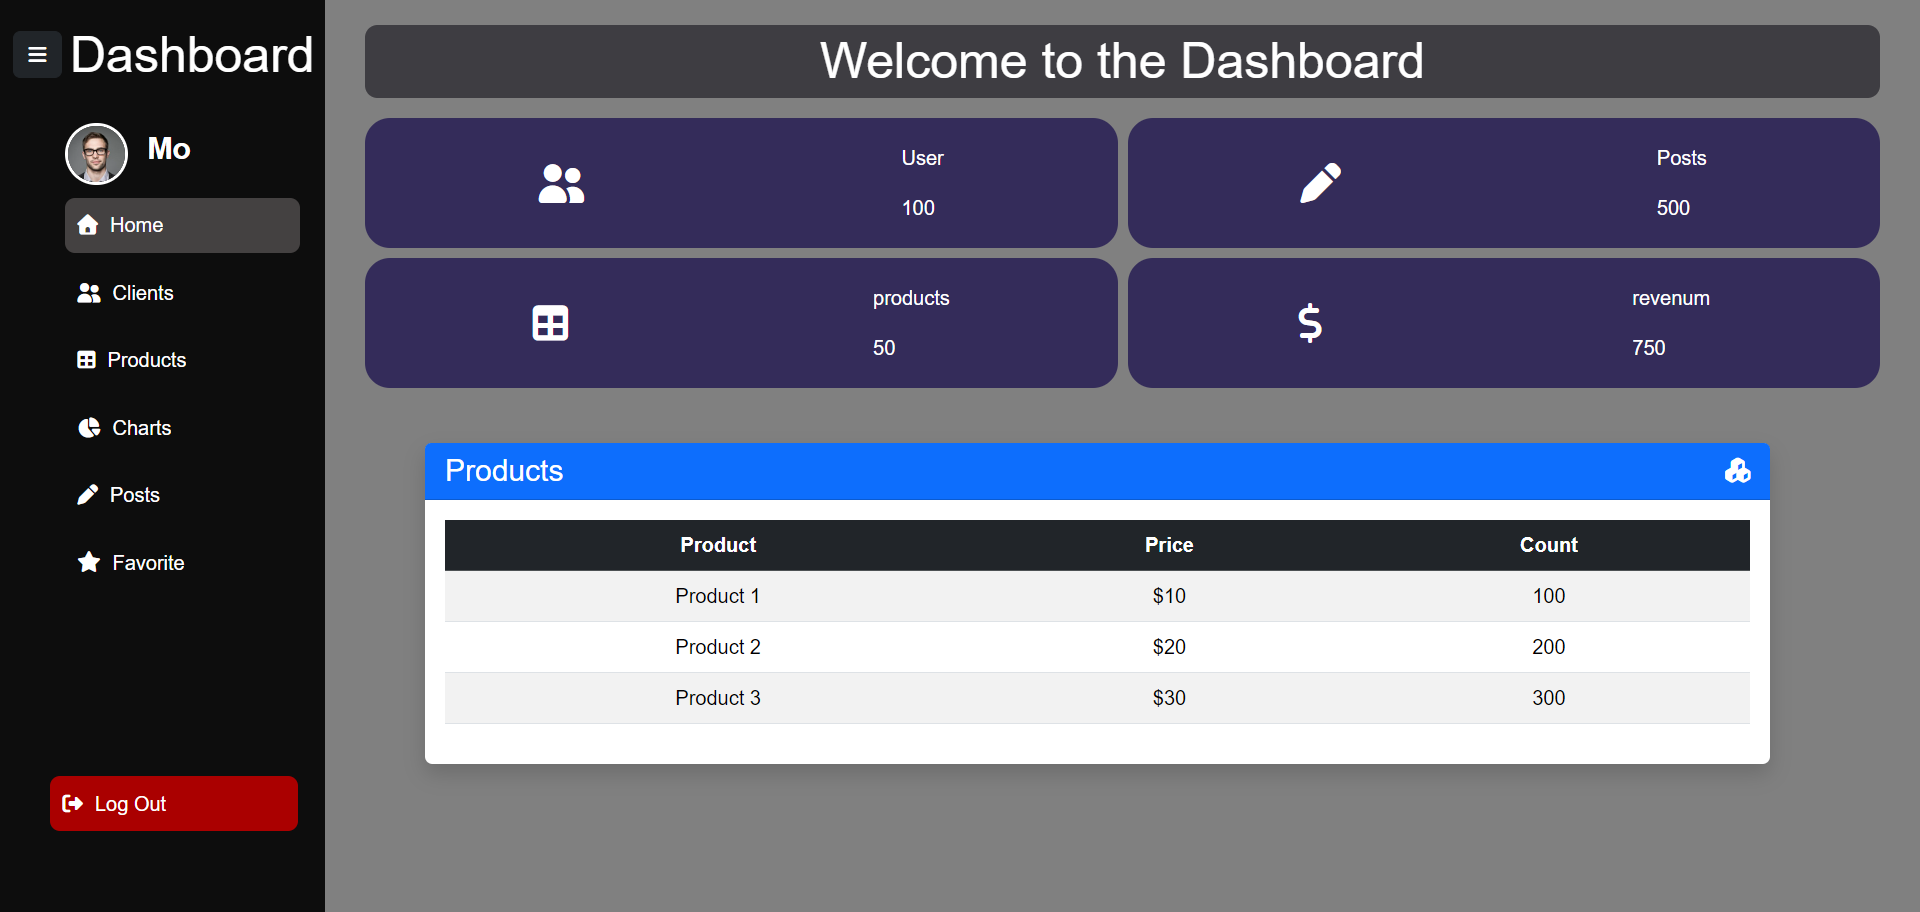 Dashboard
Mo
Home
Clients
Products
Charts
Posts
Favorite
Log Out
Welcome to the Dashboard
User
100
Posts
500
products
50
revenum
750
Products
Product Price Count
Product 1 $10 100
Product 2 $20 200
Product 3 $30 300